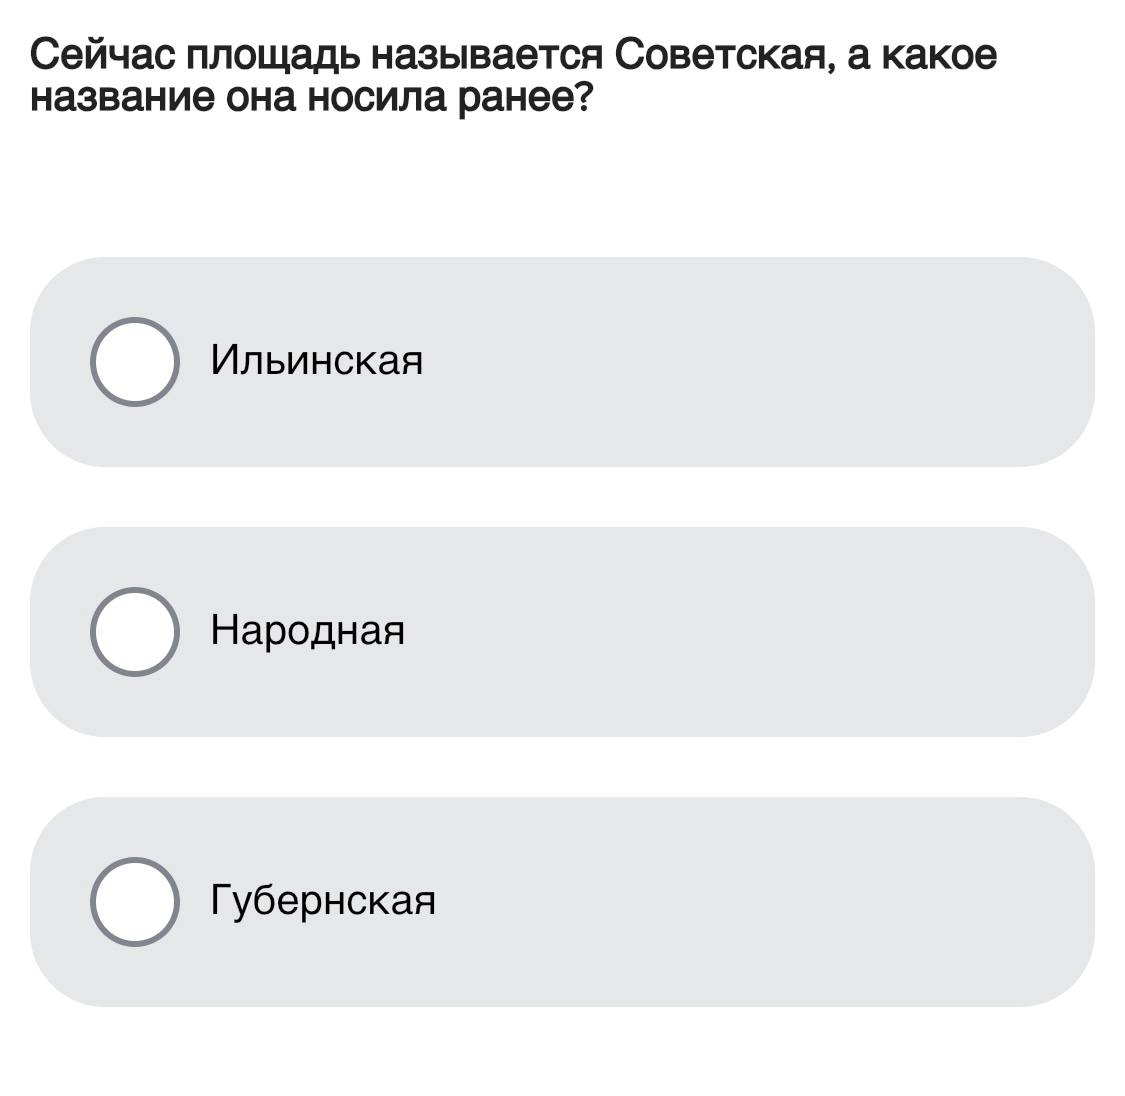 Сейчас площадь называется Советская, а какое
название она носила ранее?
Ильинская
Народная
Губернская